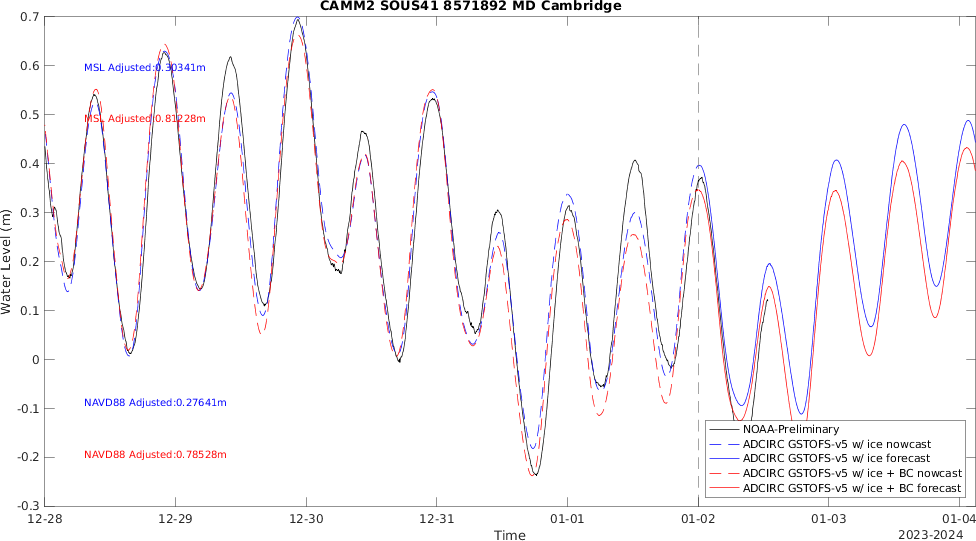 CAMM2 SOUS41 8571892 MD Cambridge
0.7
0.6
0.5
0.4
0.3
0.2
0.1
0
-0.1
-0.2
-0.3
Water Level (m)
MSL Adjusted:0.30341m
MSL Adjusted:0.81228m
NAVD88 Adjusted:0.27641m
NAVD88 Adjusted:0.78528m
NOAA-Preliminary
ADCIRC GSTOFS-v5 w/ ice nowcast
ADCIRC GSTOFS-v5 w/ ice forecast
ADCIRC GSTOFS-v5 w/ ice + BC nowcast
ADCIRC GSTOFS-v5 w/ ice + BC forecast
12-28 12-29 12-30 12-31 01-01 01-02 01-03 01-04
Time
2023-2024